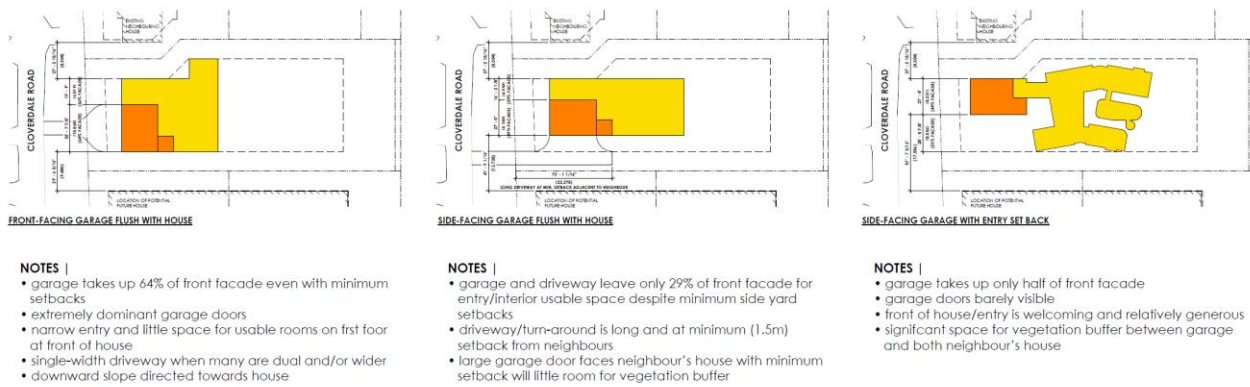 EXISTING
NEIGHBOURING
HOUSE
CLOVERDALE ROAD
LOCATION OF POTENTIAL
FUTURE HOUSE
FRONT-FACING GARAGE FLUSH WITH HOUSE
NOTES |
• garage takes up 64% of front facade even with minimum
setbacks
• extremely dominant garage doors
• narrow entry and little space for usable rooms on frst foor
at front of house
• single-width driveway when many are dual and/or wider
• downward slope directed towards house
EXISTING
NEIGHBOURING
HOUSE
CLOVERDALE ROAD
LONG DRIVEWAY AT MIN. SETBACK ADJACENT TO NEIGHBOUR
LOCATION OF POTENTIAL
FUTURE HOUSE
SIDE-FACING GARAGE FLUSH WITH HOUSE
NOTES |
• garage and driveway leave only 29% of front facade for
entry/interior usable space despite minimum side yard
setbacks
• driveway/turn-around is long and at minimum (1.5m)
setback from neighbours
• large garage door faces neighbour's house with minimum
setback will little room for vegetation buffer
EXISTING
NEIGHBOURING
HOUSE
CLOVERDALE ROAD
LOCATION OF POTENTIAL
FUTURE HOUSE
SIDE-FACING GARAGE WITH ENTRY SET BACK
NOTES |
• garage takes up only half of front facade
• garage doors barely visible
• front of house/entry is welcoming and relatively generous
• signifcant space for vegetation buffer between garage
and both neighbour's house